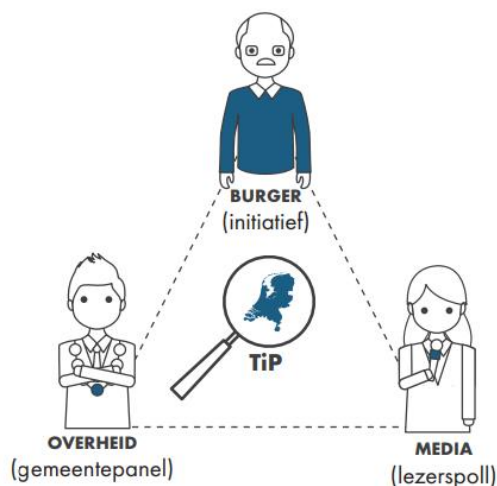 BURGER
(initiatief)
TiP
OVERHEID
(gemeentepanel)
MEDIA
(lezerspoll)